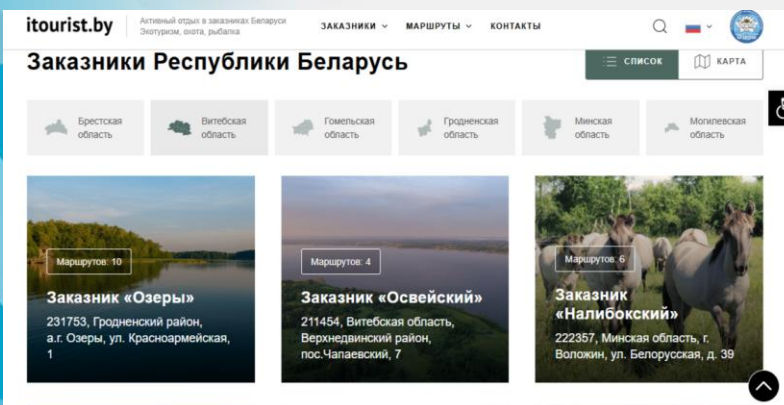 itourist.by
Активный отдых в заказниках Беларуси
Экотуризм, охота, рыбалка
ЗАКАЗНИКИ
МАРШРУТЫ
КОНТАКТЫ
Заказники Республики Беларусь
СПИСОК
КАРТА
Брестская
область
Витебская
область
Гомельская
область
Гродненская
область
Минская
область
Могилевская
область
Маршрутов: 10
Заказник «Озеры»
231753, Гродненский район,
а.г. Озеры, ул. Красноармейская,
1
Маршрутов: 4
Заказник «Освейский»
211454, Витебская область,
Верхнедвинский район,
пос.Чапаевский, 7
Маршрутов: 6
Заказник
«Налибокский»
222357, Минская область, г.
Воложин, ул. Белорусская, д. 39